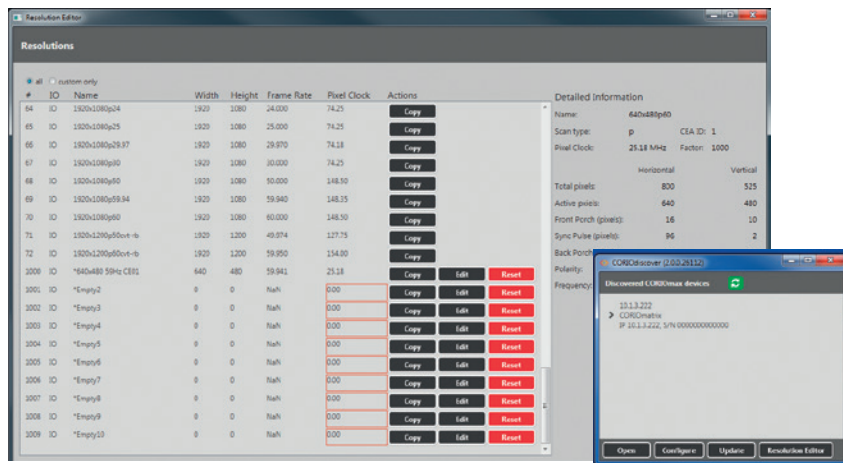 Resolution Editor
Resolutions
all custom only
# IO Name Width Height Frame Rate Pixel Clock Actions
64 IO 1920x1080p24 1920 1080 24.000 74.25 Copy
65 IO 1920x1080p25 1920 1080 25.000 74.25 Copy
66 IO 1920x1080p29.97 1920 1080 29.970 74.18 Copy
67 IO 1920x1080p30 1920 1080 30.000 74.25 Copy
68 IO 1920x1080p50 1920 1080 50.000 148.50 Copy
69 IO 1920x1080p59.94 1920 1080 59.940 148.35 Copy
70 IO 1920x1080p60 1920 1080 60.000 148.50 Copy
71 IO 1920x1200p50cvt-rb 1920 1200 49.974 127.75 Copy
72 IO 1920x1200p60cvt-rb 1920 1200 59.950 154.00 Copy
1000 IO *640x480 59Hz CE01 640 480 59.941 25.18 Copy Edit Reset
1001 IO *Empty2 0 0 NaN 0.00 Copy Edit Reset
1002 IO *Empty3 0 0 NaN 0.00 Copy Edit Reset
1003 IO *Empty4 0 0 NaN 0.00 Copy Edit Reset
1004 IO *Empty5 0 0 NaN 0.00 Copy Edit Reset
1005 IO *Empty6 0 0 NaN 0.00 Copy Edit Reset
1006 IO *Empty7 0 0 NaN 0.00 Copy Edit Reset
1007 IO *Empty8 0 0 NaN 0.00 Copy Edit Reset
1008 IO *Empty9 0 0 NaN 0.00 Copy Edit Reset
1009 IO *Empty10 0 0 NaN 0.00 Copy Edit Reset
Detailed Information
Name: 640x480p60
Scan type: p CEA ID: 1
Pixel Clock: 25.18 MHz Factor: 1000
Horizontal Vertical
Total pixels: 800 525
Active pixels: 640 480
Front Porch (pixels): 16 10
Sync Pulse (pixels): 96 2
Back Porch
Polarity:
Frequency:
CORIOdiscover (2.0.0.25112)
Discovered CORIOmax devices
10.1.3.222
CORIOmatrix
IP 10.1.3.222, S/N 0000000000000
Open Configure Update Resolution Editor